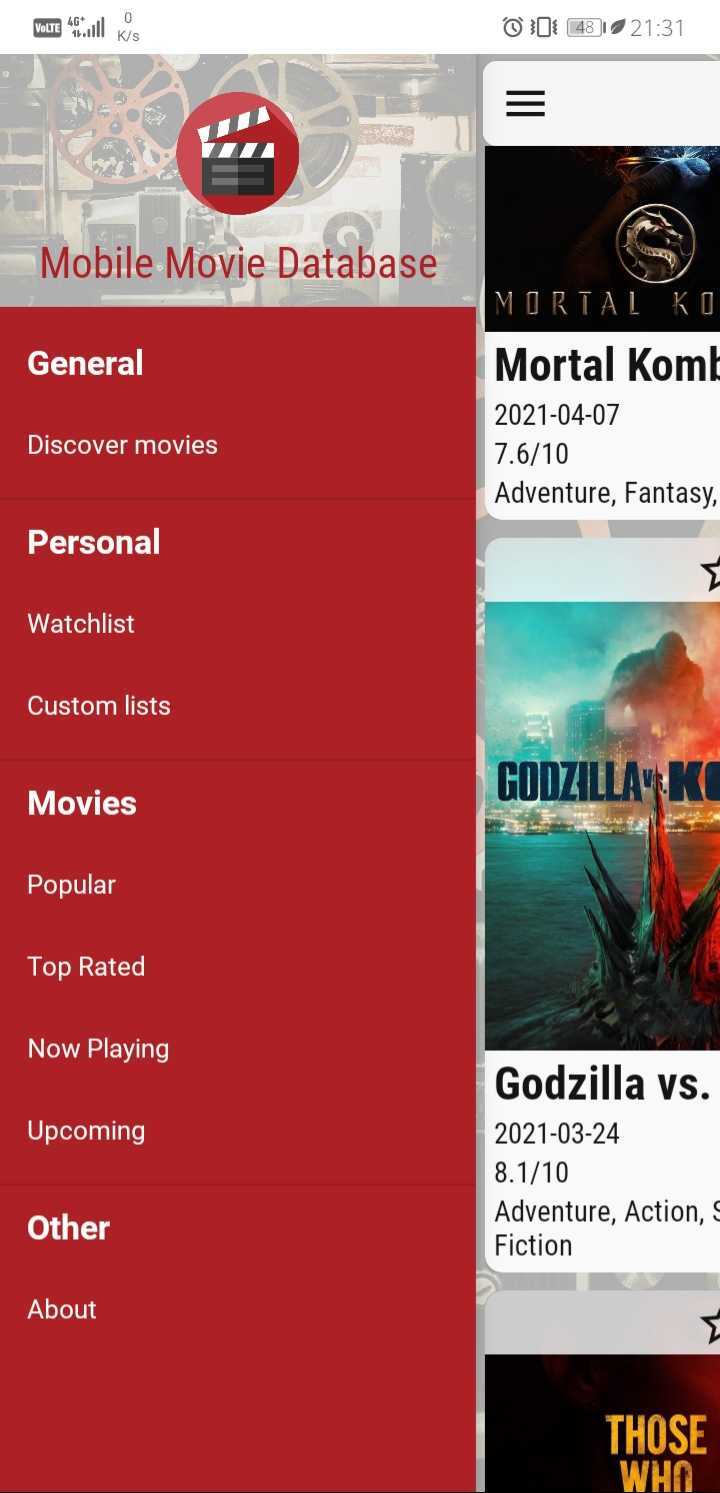 VoLTE 4G+ 0 K/s 48 21:31
Mobile Movie Database
General
Discover movies
Personal
Watchlist
Custom lists
Movies
Popular
Top Rated
Now Playing
Upcoming
Other
About
MORTAL KO
Mortal Komb
2021-04-07
7.6/10
Adventure, Fantasy,
GODZILLA vs. KO
Godzilla vs.
2021-03-24
8.1/10
Adventure, Action, S
Fiction
THOSE
WHO